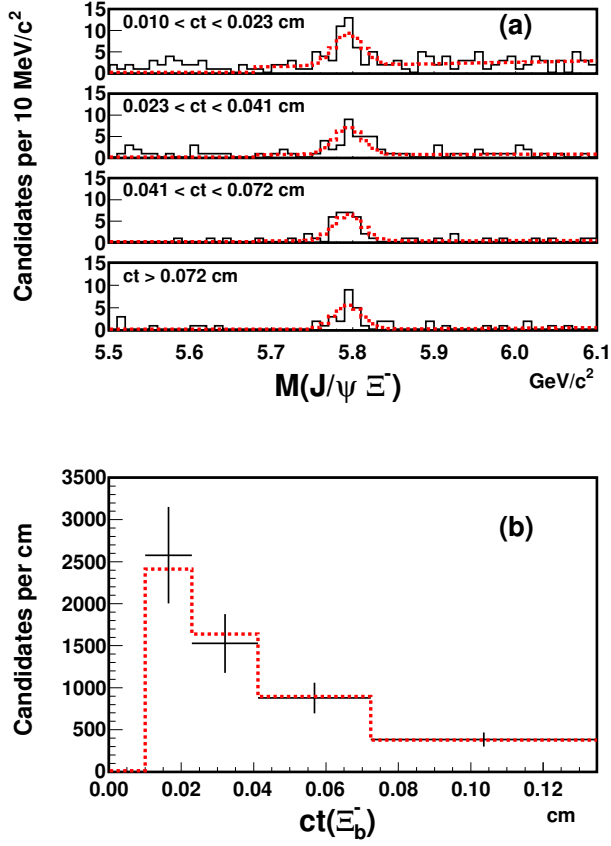 Candidates per 10 MeV/c²
(a)
0.010 < ct < 0.023 cm
15
10
5
0
0.023 < ct < 0.041 cm
15
10
5
0
0.041 < ct < 0.072 cm
15
10
5
0
ct > 0.072 cm
15
10
5
0
5.5 5.6 5.7 5.8 5.9 6.0 6.1
M(J/ψ Ξ⁻) GeV/c²
Candidates per cm
(b)
3500
3000
2500
2000
1500
1000
500
0
0.00 0.02 0.04 0.06 0.08 0.10 0.12
ct(Ξb⁻) cm